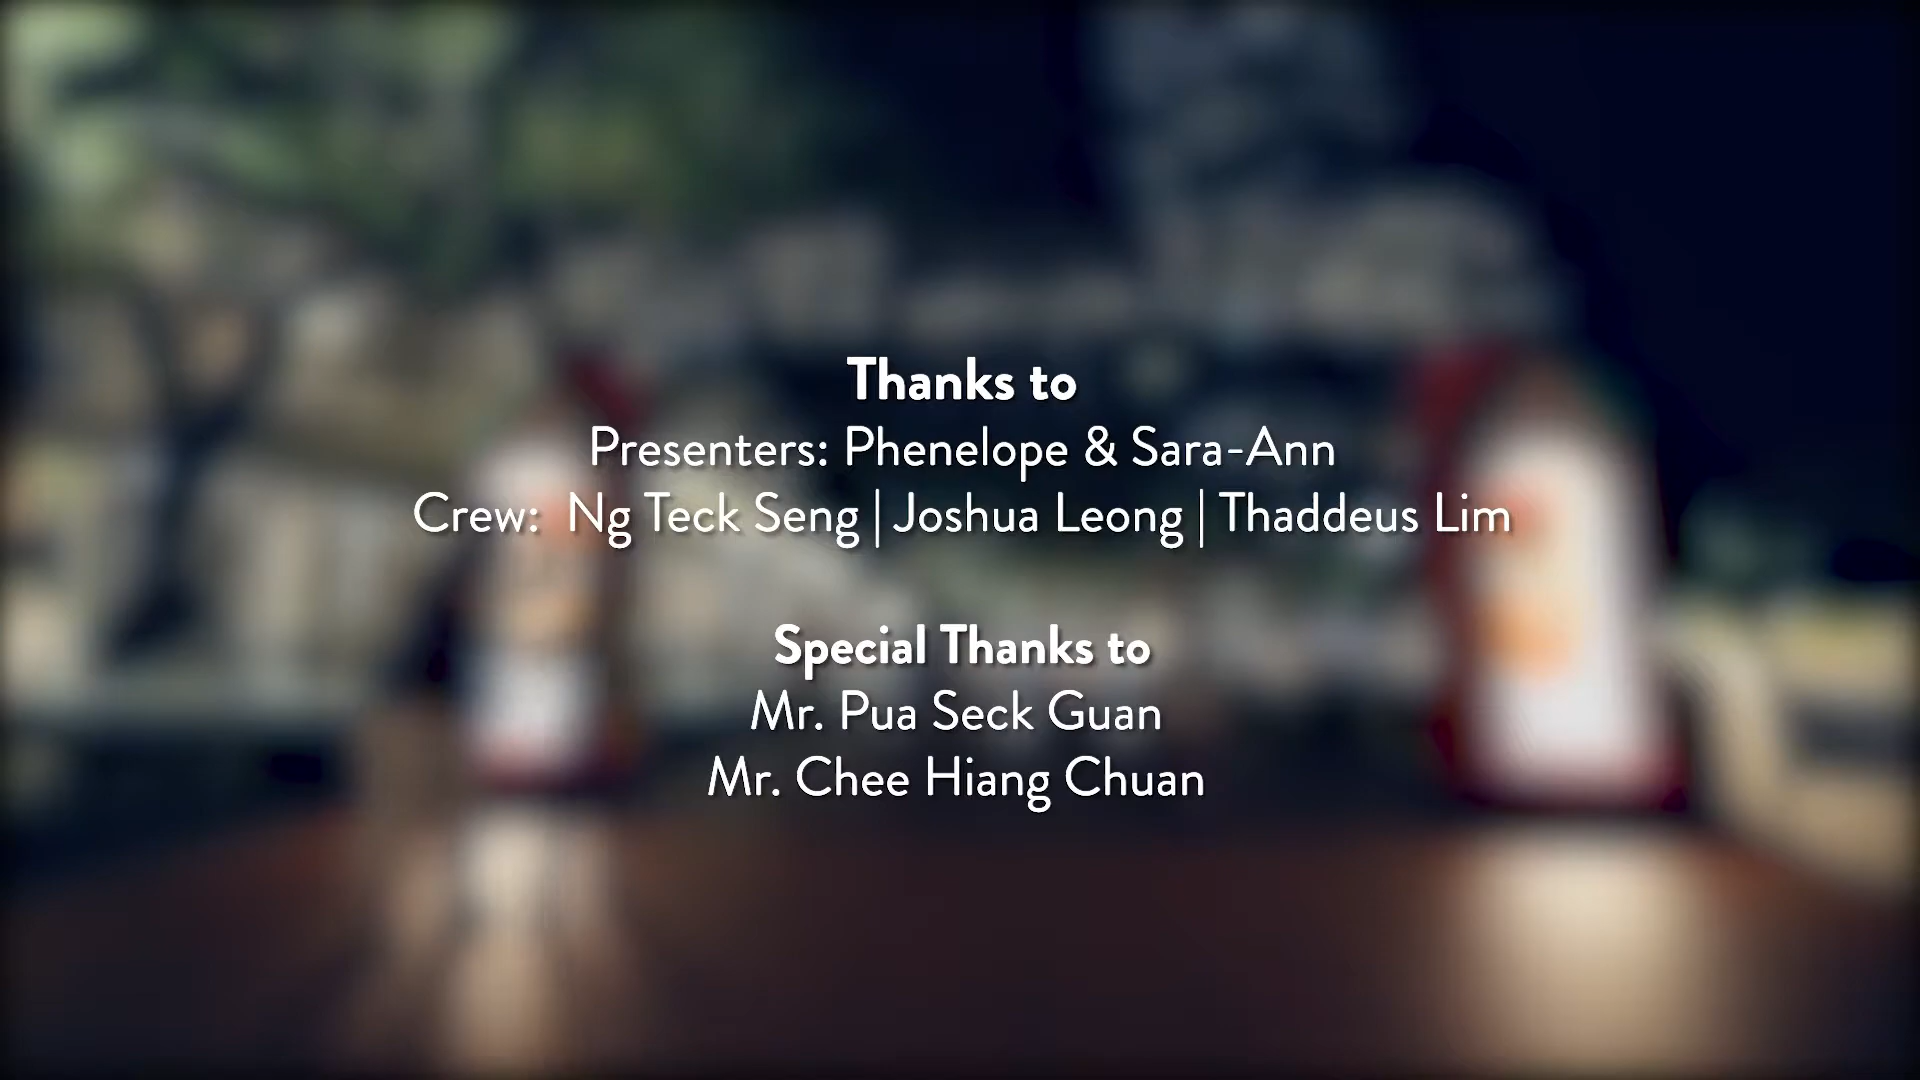 Thanks to
Presenters: Phenelope & Sara-Ann
Crew:  Ng Teck Seng | Joshua Leong | Thaddeus Lim
Special Thanks to
Mr. Pua Seck Guan
Mr. Chee Hiang Chuan